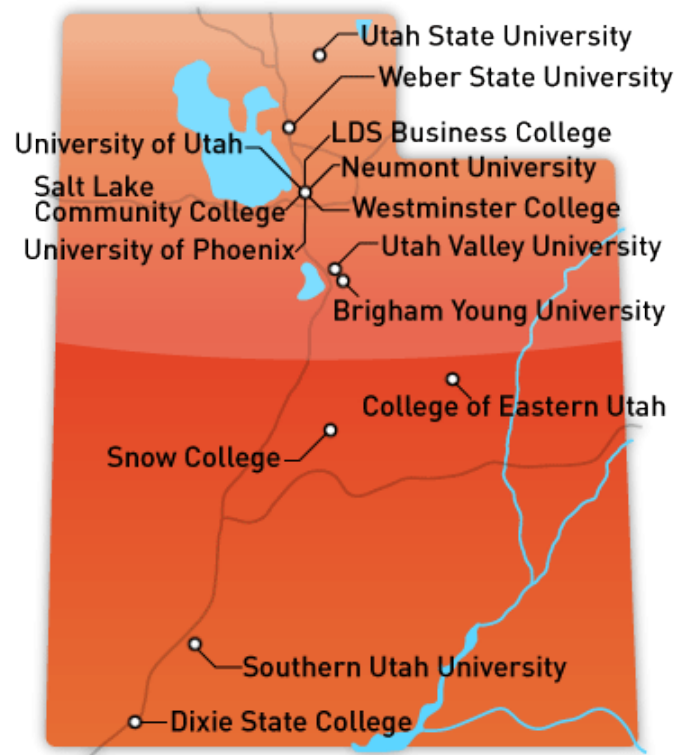 Utah State University
Weber State University
LDS Business College
University of Utah
Neumont University
Salt Lake
Community College
Westminster College
University of Phoenix
Utah Valley University
Brigham Young University
College of Eastern Utah
Snow College
Southern Utah University
Dixie State College